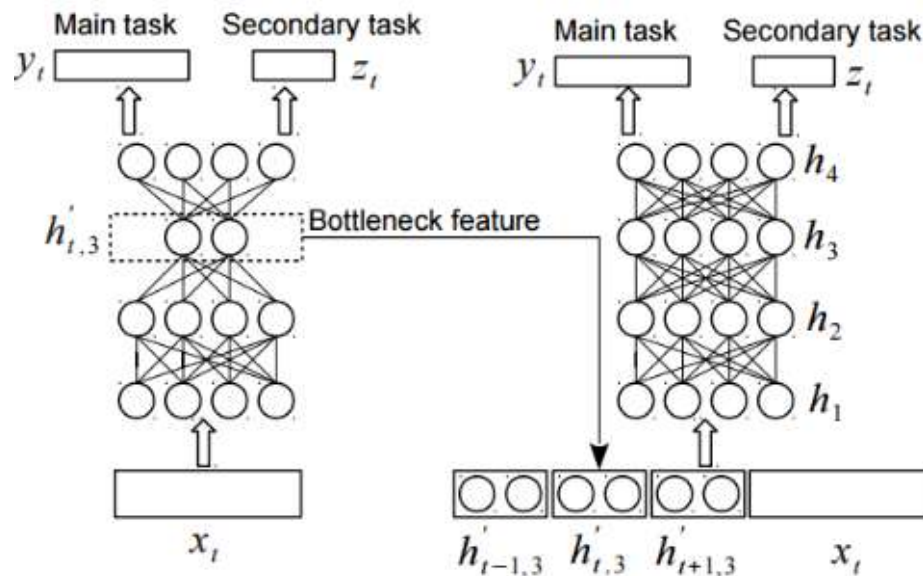 Main task Secondary task Main task Secondary task
y_t z_t y_t z_t
h_4
h'_{t,3} Bottleneck feature h_3
h_2
h_1
h'_{t-1,3} h'_{t,3} h'_{t+1,3} x_t
x_t